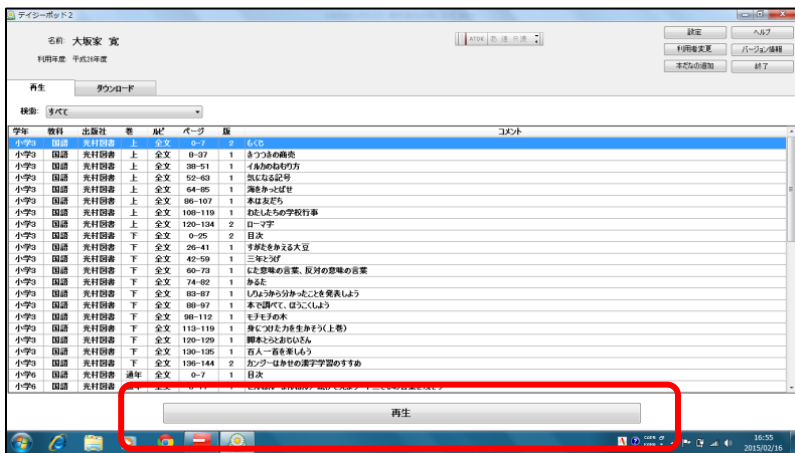 デイジーポッド2
名前: 大坂家 寛
利用年度: 平成26年度
設定 ヘルプ
利用者変更 バージョン情報
本だなの追加 終了
再生 ダウンロード
検索: すべて
学年 教科 出版社 巻 ルビ ページ 版 コメント
小学3 国語 光村図書 上 全文 0-7 2 もくじ
小学3 国語 光村図書 上 全文 8-37 1 きつつきの商売
小学3 国語 光村図書 上 全文 38-51 1 イルカのねむり方
小学3 国語 光村図書 上 全文 52-63 1 気になる記号
小学3 国語 光村図書 上 全文 64-85 1 海をかっとばせ
小学3 国語 光村図書 上 全文 86-107 1 本は友だち
小学3 国語 光村図書 上 全文 108-119 1 わたしたちの学校行事
小学3 国語 光村図書 上 全文 120-134 2 ローマ字
小学3 国語 光村図書 下 全文 0-25 2 目次
小学3 国語 光村図書 下 全文 26-41 1 すがたをかえる大豆
小学3 国語 光村図書 下 全文 42-59 1 三年とうげ
小学3 国語 光村図書 下 全文 60-73 1 にた意味の言葉、反対の意味の言葉
小学3 国語 光村図書 下 全文 74-82 1 かるた
小学3 国語 光村図書 下 全文 83-87 1 しりょうから分かったことを発表しよう
小学3 国語 光村図書 下 全文 88-97 1 本で調べて、ほうこくしよう
小学3 国語 光村図書 下 全文 98-112 1 モチモチの木
小学3 国語 光村図書 下 全文 113-119 1 身につけた力を生かそう(上巻)
小学3 国語 光村図書 下 全文 120-129 1 脚本とらとおじいさん
小学3 国語 光村図書 下 全文 130-135 1 百人一首を楽しもう
小学3 国語 光村図書 下 全文 136-144 2 カンジーはかせの漢字学習のすすめ
小学6 国語 光村図書 通年 全文 0-7 1 目次
小学6 国語 光村図書
再生
16:55
2015/02/16